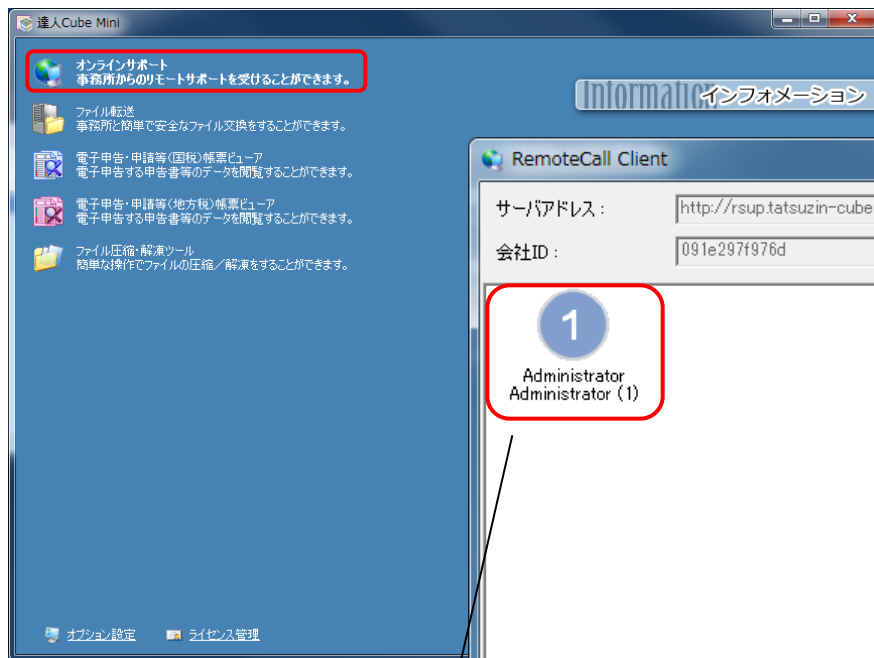 達人Cube Mini
オンラインサポート
事務所からのリモートサポートを受けることができます。
ファイル転送
事務所と簡単で安全なファイル交換をすることができます。
電子申告・申請等(国税)帳票ビューア
電子申告する申告書等のデータを閲覧することができます。
電子申告・申請等(地方税)帳票ビューア
電子申告する申告書等のデータを閲覧することができます。
ファイル圧縮・解凍ツール
簡単な操作でファイルの圧縮／解凍をすることができます。
オプション設定
ライセンス管理
Information
インフォメーション
RemoteCall Client
サーバアドレス：
http://rsup.tatsuzin-cube
会社ID：
091e297f976d
1
Administrator
Administrator (1)